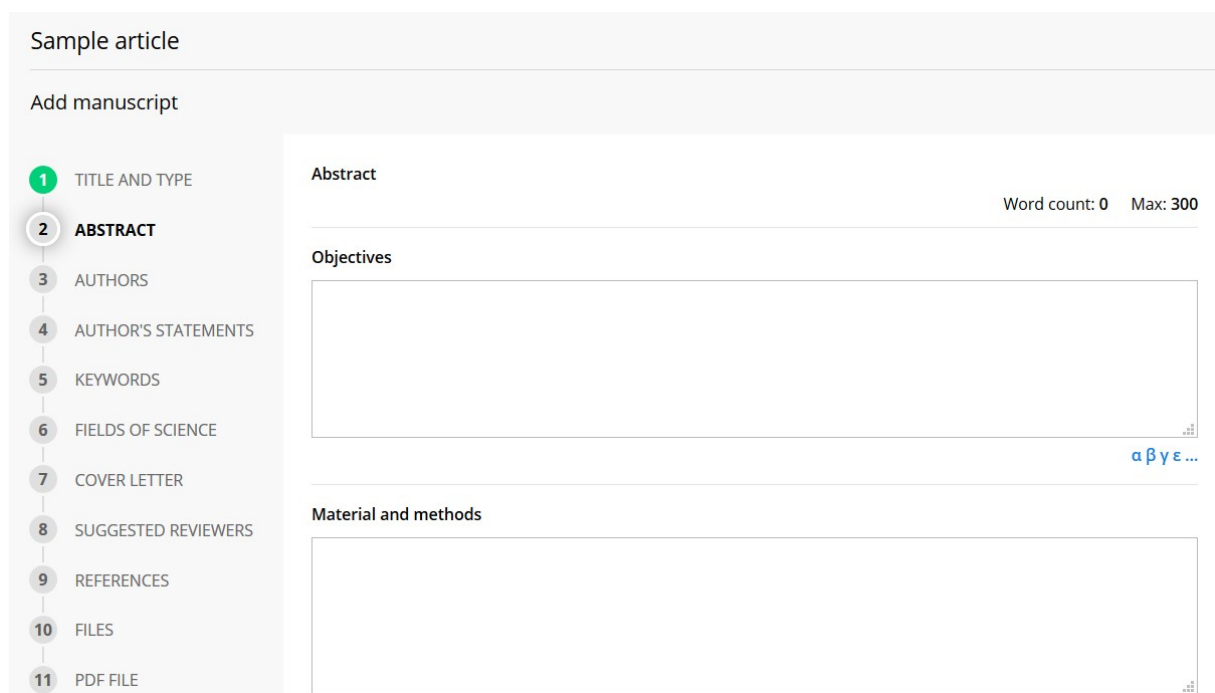 Sample article
Add manuscript
1 TITLE AND TYPE
2 ABSTRACT
3 AUTHORS
4 AUTHOR'S STATEMENTS
5 KEYWORDS
6 FIELDS OF SCIENCE
7 COVER LETTER
8 SUGGESTED REVIEWERS
9 REFERENCES
10 FILES
11 PDF FILE
Abstract
Word count: 0 Max: 300
Objectives
α β γ ε ...
Material and methods